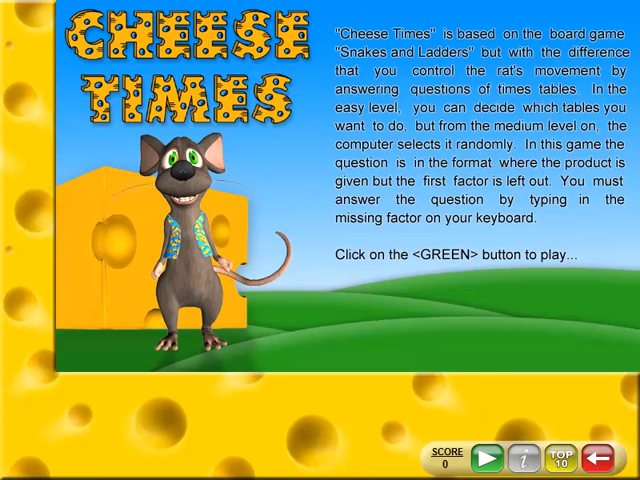 CHEESE
TIMES
"Cheese Times" is based on the board game
"Snakes and Ladders" but with the difference
that you control the rat's movement by
answering questions of times tables. In the
easy level, you can decide which tables you
want to do, but from the medium level on, the
computer selects it randomly. In this game the
question is in the format where the product is
given but the first factor is left out. You must
answer the question by typing in the
missing factor on your keyboard.
Click on the <GREEN> button to play...
SCORE
0
i
TOP
10